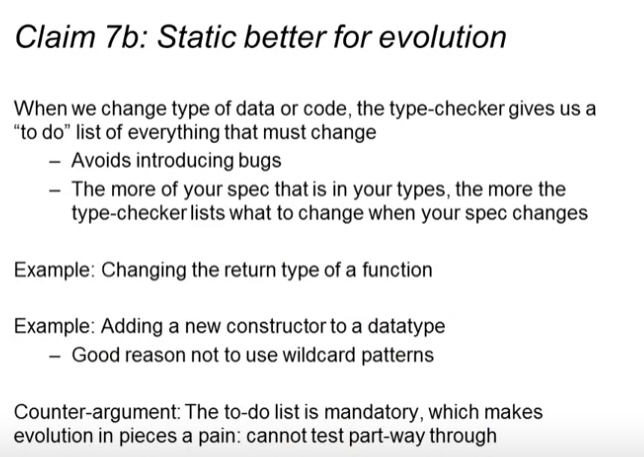 Claim 7b: Static better for evolution
When we change type of data or code, the type-checker gives us a
“to do” list of everything that must change
– Avoids introducing bugs
– The more of your spec that is in your types, the more the
type-checker lists what to change when your spec changes
Example: Changing the return type of a function
Example: Adding a new constructor to a datatype
– Good reason not to use wildcard patterns
Counter-argument: The to-do list is mandatory, which makes
evolution in pieces a pain: cannot test part-way through